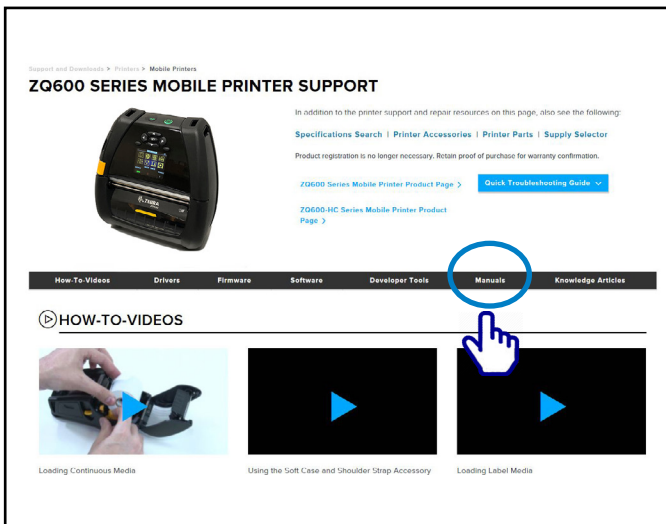 Support and Downloads > Printers > Mobile Printers
ZQ600 SERIES MOBILE PRINTER SUPPORT
In addition to the printer support and repair resources on this page, also see the following:
Specifications Search | Printer Accessories | Printer Parts | Supply Selector
Product registration is no longer necessary. Retain proof of purchase for warranty confirmation.
ZQ600 Series Mobile Printer Product Page >
Quick Troubleshooting Guide
ZQ600-HC Series Mobile Printer Product
Page >
ZEBRA
How-To-Videos Drivers Firmware Software Developer Tools Manuals Knowledge Articles
HOW-TO-VIDEOS
Loading Continuous Media
Using the Soft Case and Shoulder Strap Accessory
Loading Label Media